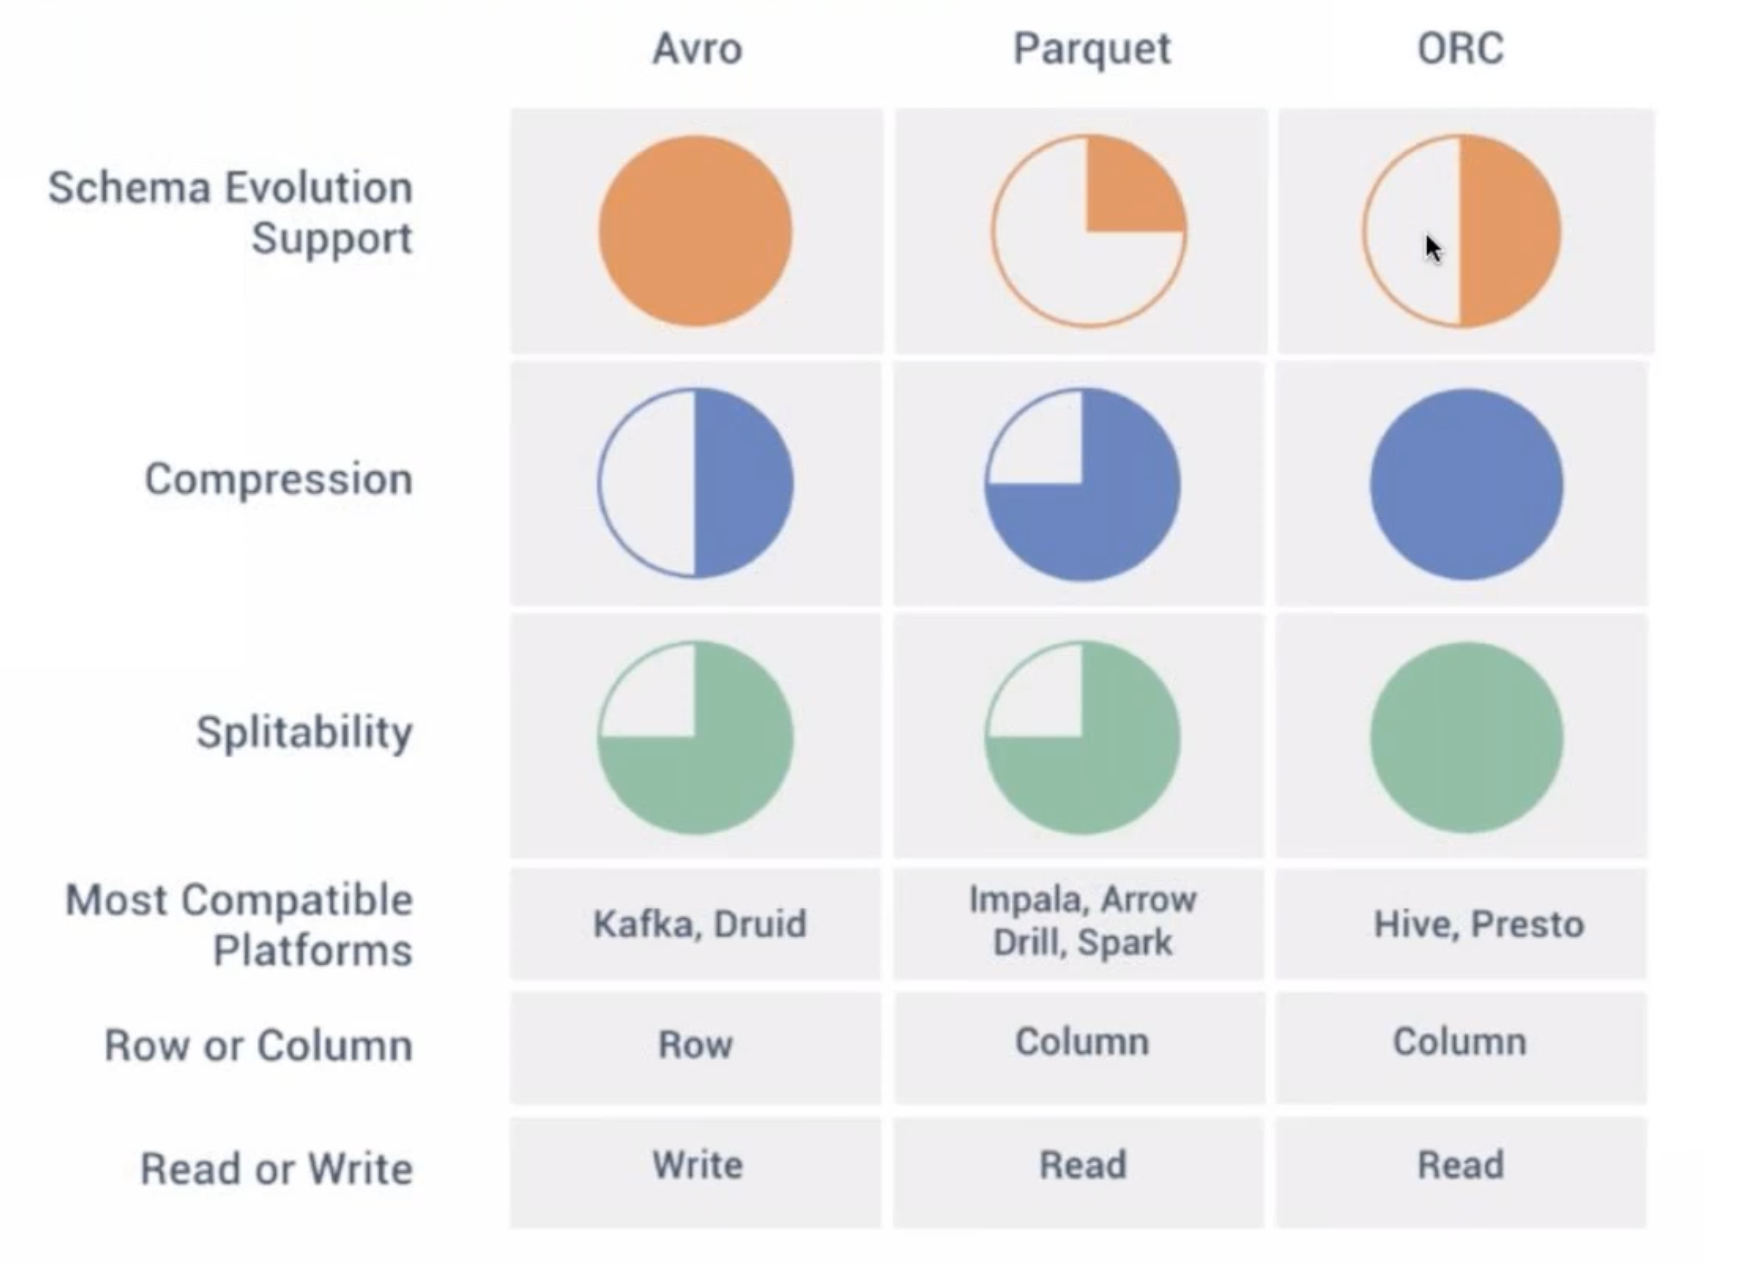 Avro Parquet ORC
Schema Evolution
Support
Compression
Splitability
Most Compatible
Platforms
Kafka, Druid
Impala, Arrow
Drill, Spark
Hive, Presto
Row or Column
Row
Column
Column
Read or Write
Write
Read
Read